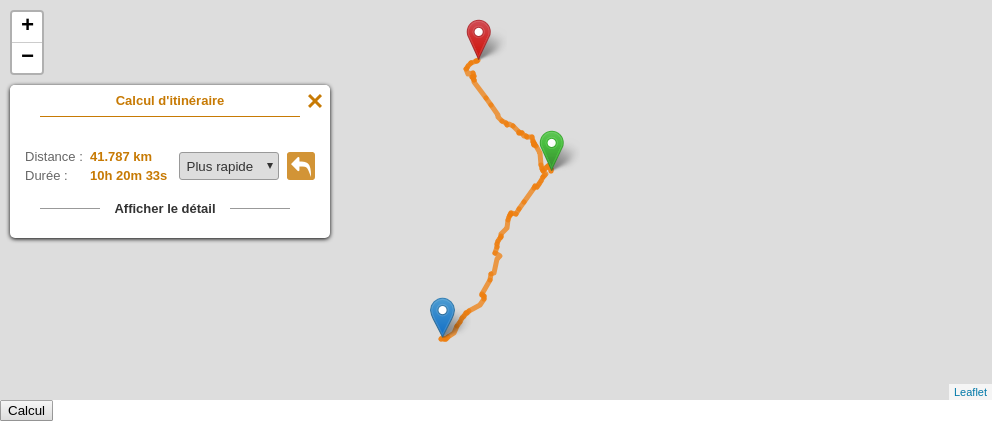 +
−
Calcul d'itinéraire ×
Distance : 41.787 km
Durée : 10h 20m 33s
Plus rapide
Afficher le détail
Leaflet
Calcul